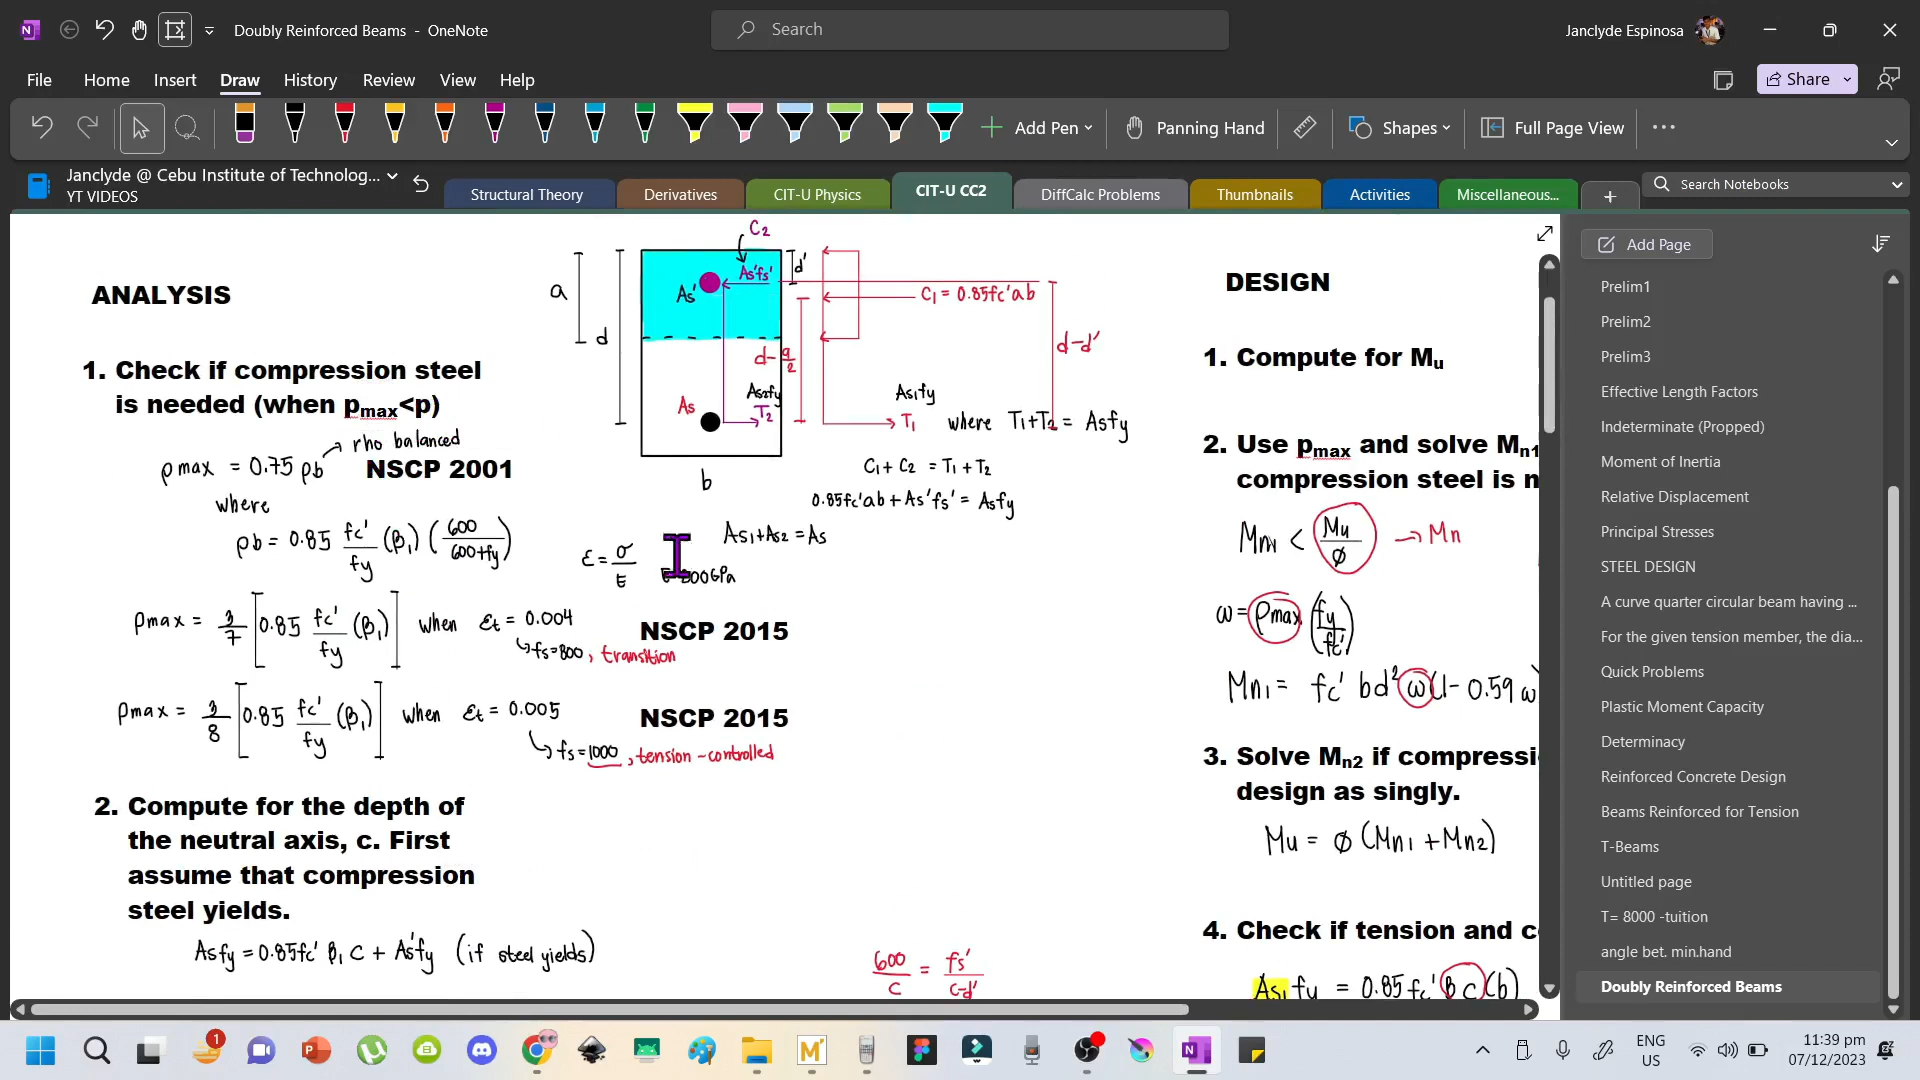 Doubly Reinforced Beams - OneNote
Search
Janclyde Espinosa
File Home Insert Draw History Review View Help
Share
Add Pen
Panning Hand
Shapes
Full Page View
Janclyde @ Cebu Institute of Technolog...
YT VIDEOS
Structural Theory
Derivatives
CIT-U Physics
CIT-U CC2
DiffCalc Problems
Thumbnails
Activities
Miscellaneous...
Search Notebooks
Add Page
Prelim1
Prelim2
Prelim3
Effective Length Factors
Indeterminate (Propped)
Moment of Inertia
Relative Displacement
Principal Stresses
STEEL DESIGN
A curve quarter circular beam having ...
For the given tension member, the dia...
Quick Problems
Plastic Moment Capacity
Determinacy
Reinforced Concrete Design
Beams Reinforced for Tension
T-Beams
Untitled page
T= 8000 -tuition
angle bet. min.hand
Doubly Reinforced Beams
ANALYSIS
1. Check if compression steel
is needed (when pmax<p)
ρmax = 0.75 ρb → rho balanced
NSCP 2001
where
ρb = 0.85 fc'/fy (β1) (600/600+fy)
ρmax = 3/7 [0.85 fc'/fy (β1)] when εt = 0.004
fs=800, transition
NSCP 2015
ρmax = 3/8 [0.85 fc'/fy (β1)] when εt = 0.005
fs=1000, tension-controlled
NSCP 2015
2. Compute for the depth of
the neutral axis, c. First
assume that compression
steel yields.
Asfy = 0.85fc' β1 c + As'fy (if steel yields)
C2
As'fs'
As'
d'
a
d
d-a/2
As2fy
T2
As
b
C1 = 0.85fc'ab
d-d'
As1fy
T1
where T1+T2 = Asfy
C1+C2 = T1+T2
0.85fc'ab + As'fs' = Asfy
As1+As2 = As
ε = σ/E
200GPa
600/c = fs'/c-d'
DESIGN
1. Compute for Mu
2. Use pmax and solve Mn1
compression steel is n
Mn1 < Mu/Ø → Mn
ω = ρmax (fy/fc')
Mn1 = fc' bd² ω(1- 0.59 ω
3. Solve Mn2 if compressi
design as singly.
Mu = Ø (Mn1 + Mn2)
4. Check if tension and c
As1 fy = 0.85 fc' β c (b)
1
ENG
US
11:39 pm
07/12/2023